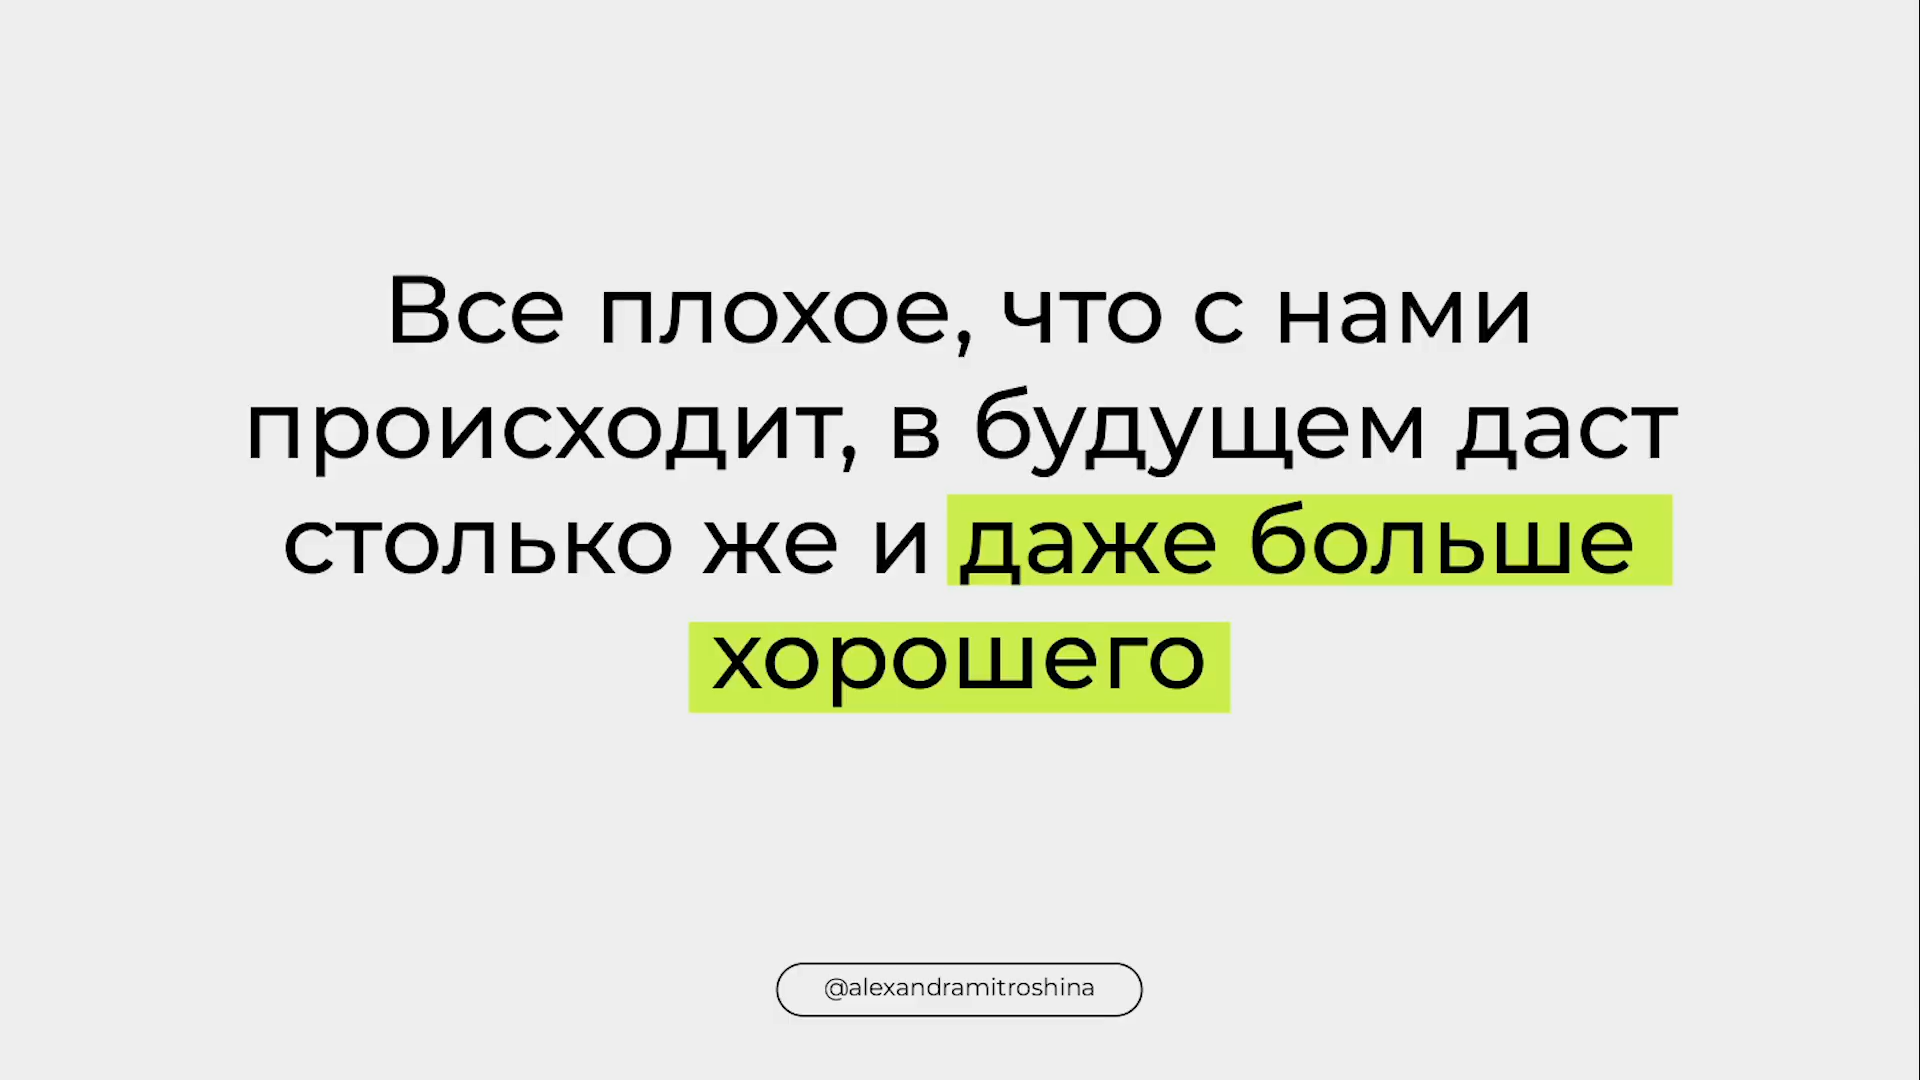 Все плохое, что с нами
происходит, в будущем даст
столько же и даже больше
хорошего
@alexandramitroshina